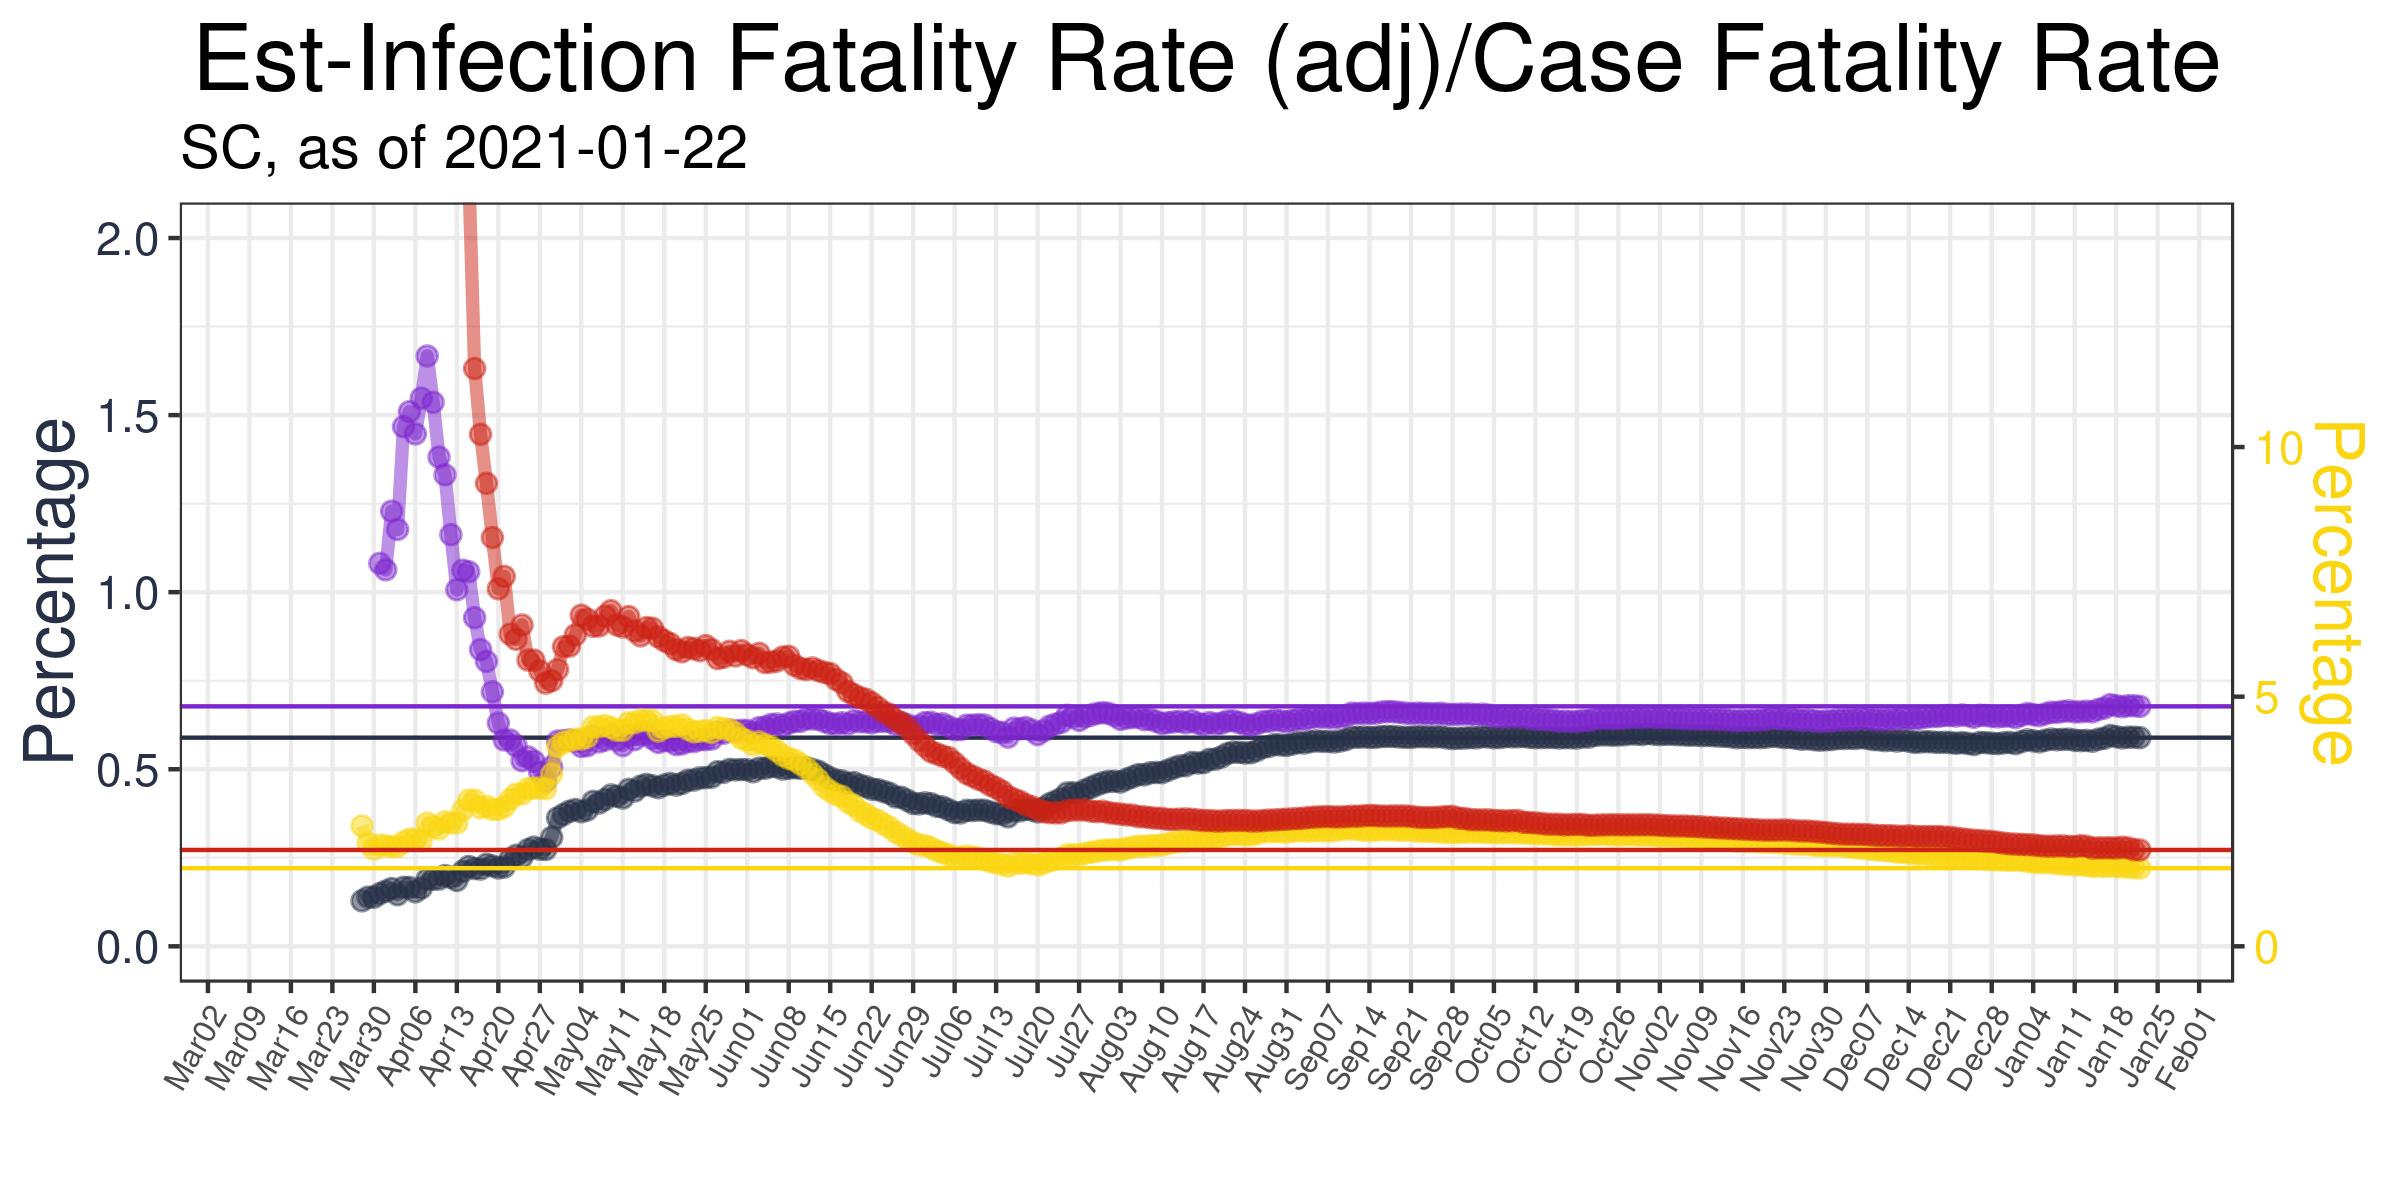 Est-Infection Fatality Rate (adj)/Case Fatality Rate
SC, as of 2021-01-22
Percentage
2.0
1.5
1.0
0.5
0.0
10
5
0
Percentage
Mar02 Mar09 Mar16 Mar23 Mar30 Apr06 Apr13 Apr20 Apr27 May04 May11 May18 May25 Jun01 Jun08 Jun15 Jun22 Jun29 Jul06 Jul13 Jul20 Jul27 Aug03 Aug10 Aug17 Aug24 Aug31 Sep07 Sep14 Sep21 Sep28 Oct05 Oct12 Oct19 Oct26 Nov02 Nov09 Nov16 Nov23 Nov30 Dec07 Dec14 Dec21 Dec28 Jan04 Jan11 Jan18 Jan25 Feb01